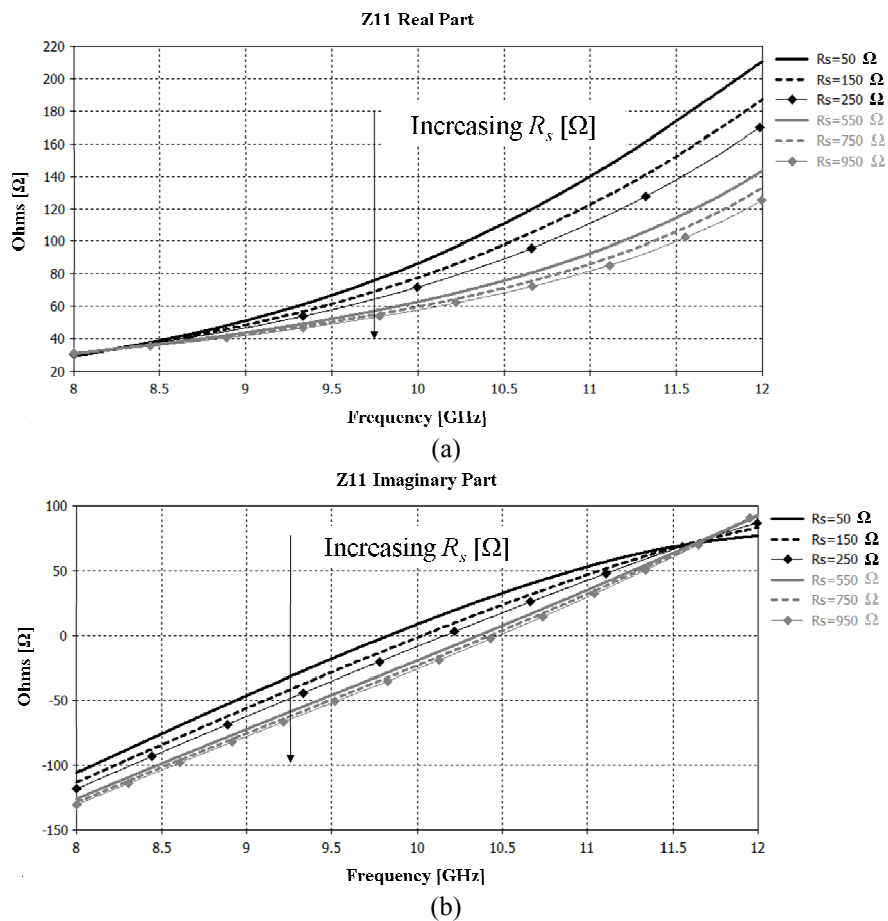 Z11 Real Part
220
200
180
160
140
120
100
80
60
40
20
Ohms [Ω]
Increasing Rs [Ω]
Rs=50 Ω
Rs=150 Ω
Rs=250 Ω
Rs=550 Ω
Rs=750 Ω
Rs=950 Ω
8 8.5 9 9.5 10 10.5 11 11.5 12
Frequency [GHz]
(a)
Z11 Imaginary Part
100
50
0
-50
-100
-150
Ohms [Ω]
Increasing Rs [Ω]
Rs=50 Ω
Rs=150 Ω
Rs=250 Ω
Rs=550 Ω
Rs=750 Ω
Rs=950 Ω
8 8.5 9 9.5 10 10.5 11 11.5 12
Frequency [GHz]
(b)